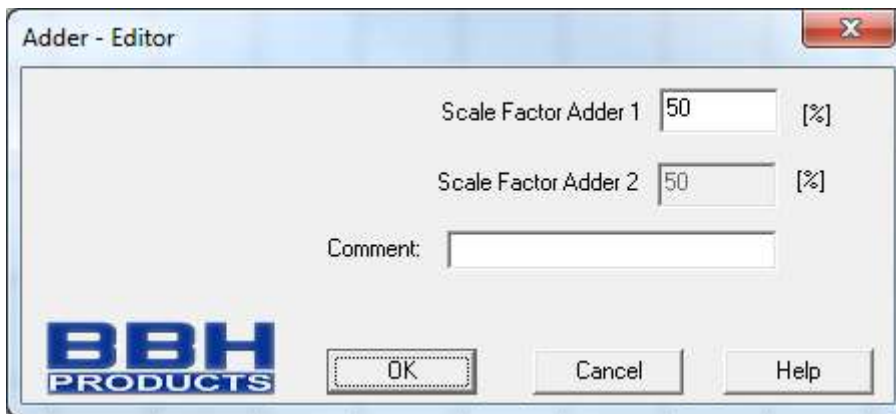 Adder - Editor
Scale Factor Adder 1 50 [%]
Scale Factor Adder 2 50 [%]
Comment:
BBH
PRODUCTS
OK Cancel Help